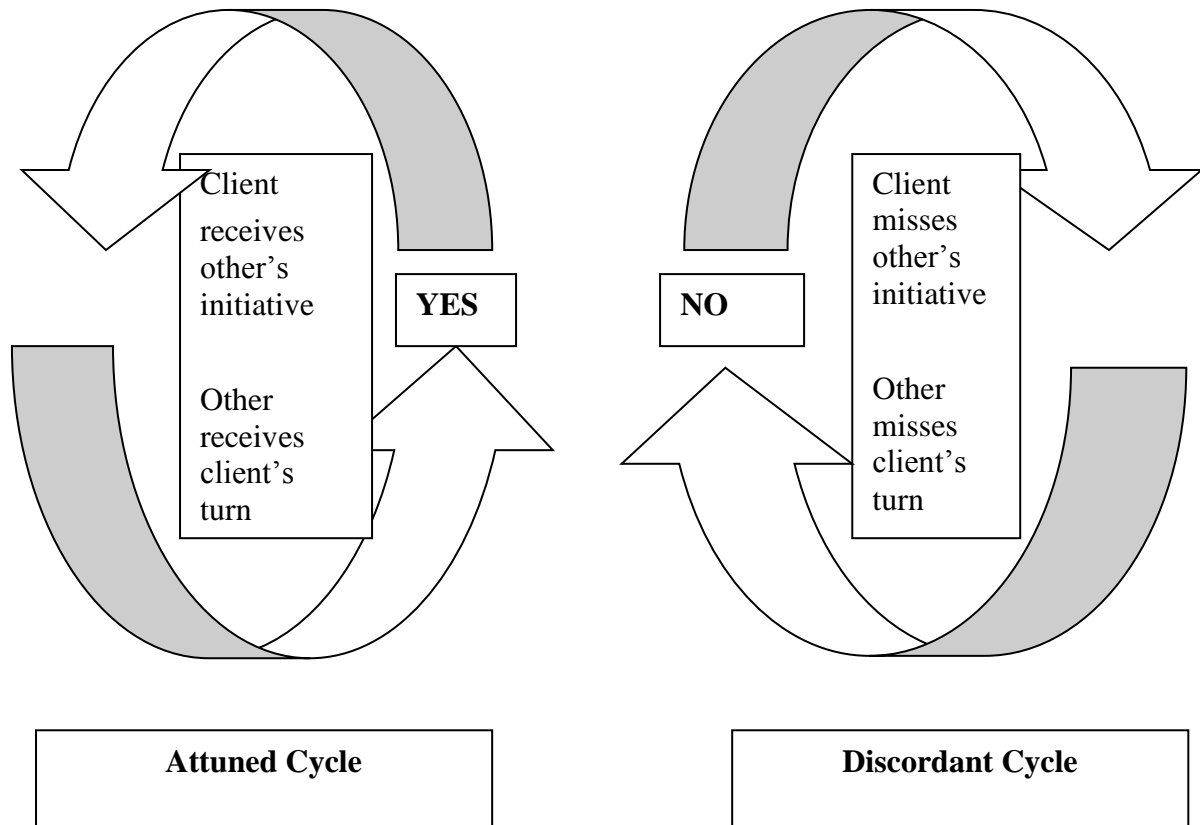 Client
receives
other’s
initiative
Other
receives
client’s
turn
YES
NO
Client
misses
other’s
initiative
Other
misses
client’s
turn
Attuned Cycle
Discordant Cycle